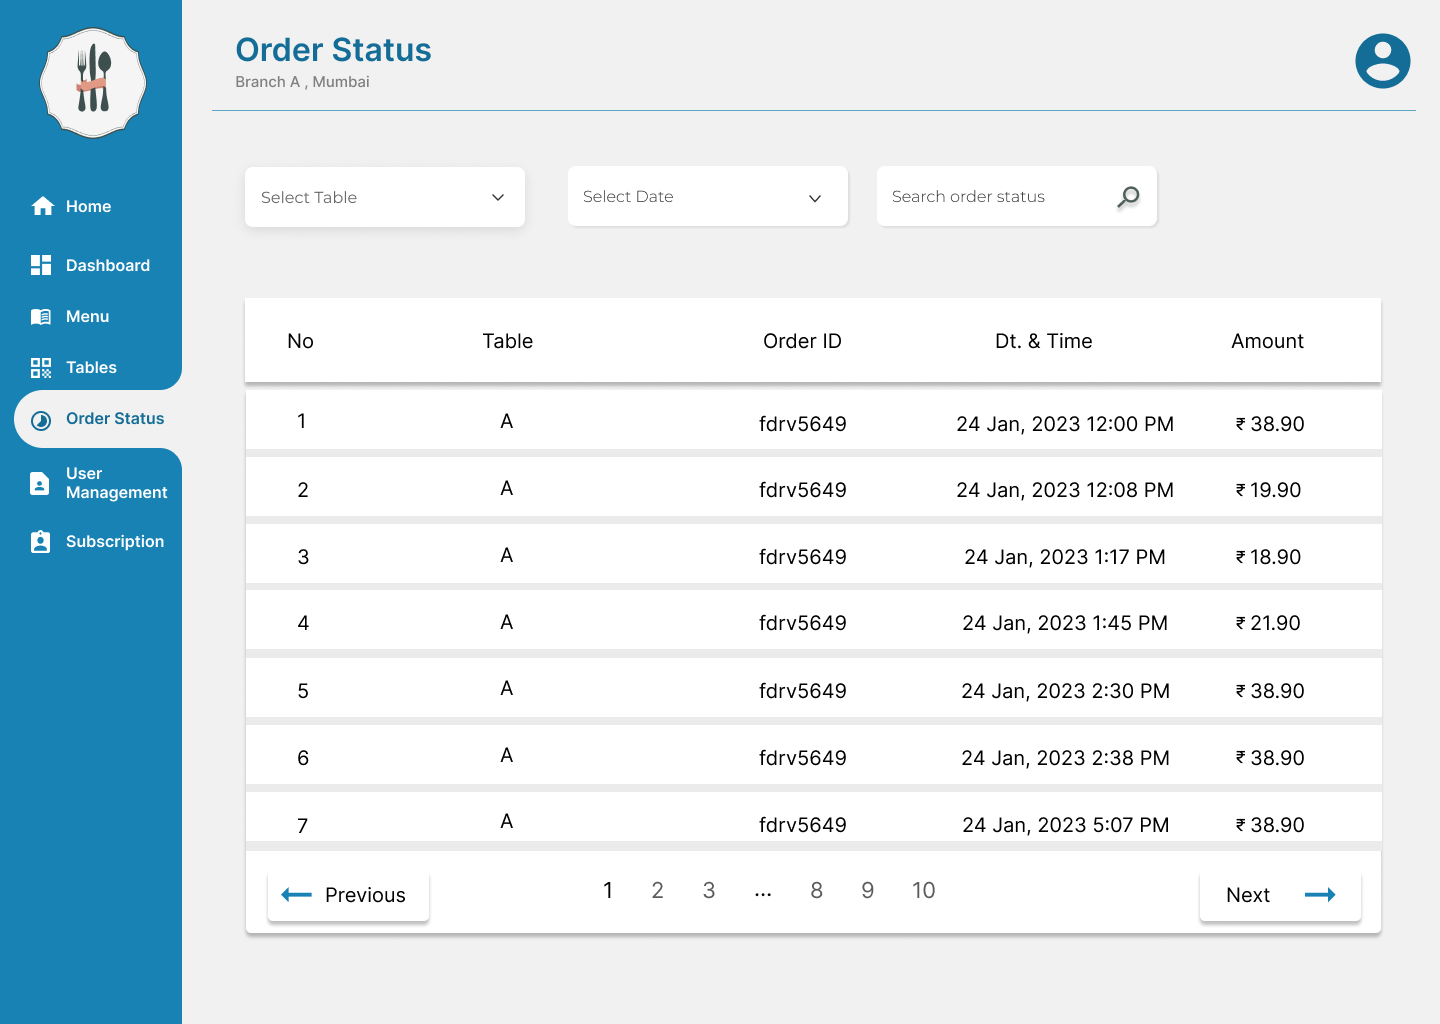 Order Status
Branch A , Mumbai
Home
Dashboard
Menu
Tables
Order Status
User
Management
Subscription
Select Table
Select Date
Search order status
No Table Order ID Dt. & Time Amount
1 A fdrv5649 24 Jan, 2023 12:00 PM ₹ 38.90
2 A fdrv5649 24 Jan, 2023 12:08 PM ₹ 19.90
3 A fdrv5649 24 Jan, 2023 1:17 PM ₹ 18.90
4 A fdrv5649 24 Jan, 2023 1:45 PM ₹ 21.90
5 A fdrv5649 24 Jan, 2023 2:30 PM ₹ 38.90
6 A fdrv5649 24 Jan, 2023 2:38 PM ₹ 38.90
7 A fdrv5649 24 Jan, 2023 5:07 PM ₹ 38.90
Previous 1 2 3 ... 8 9 10 Next